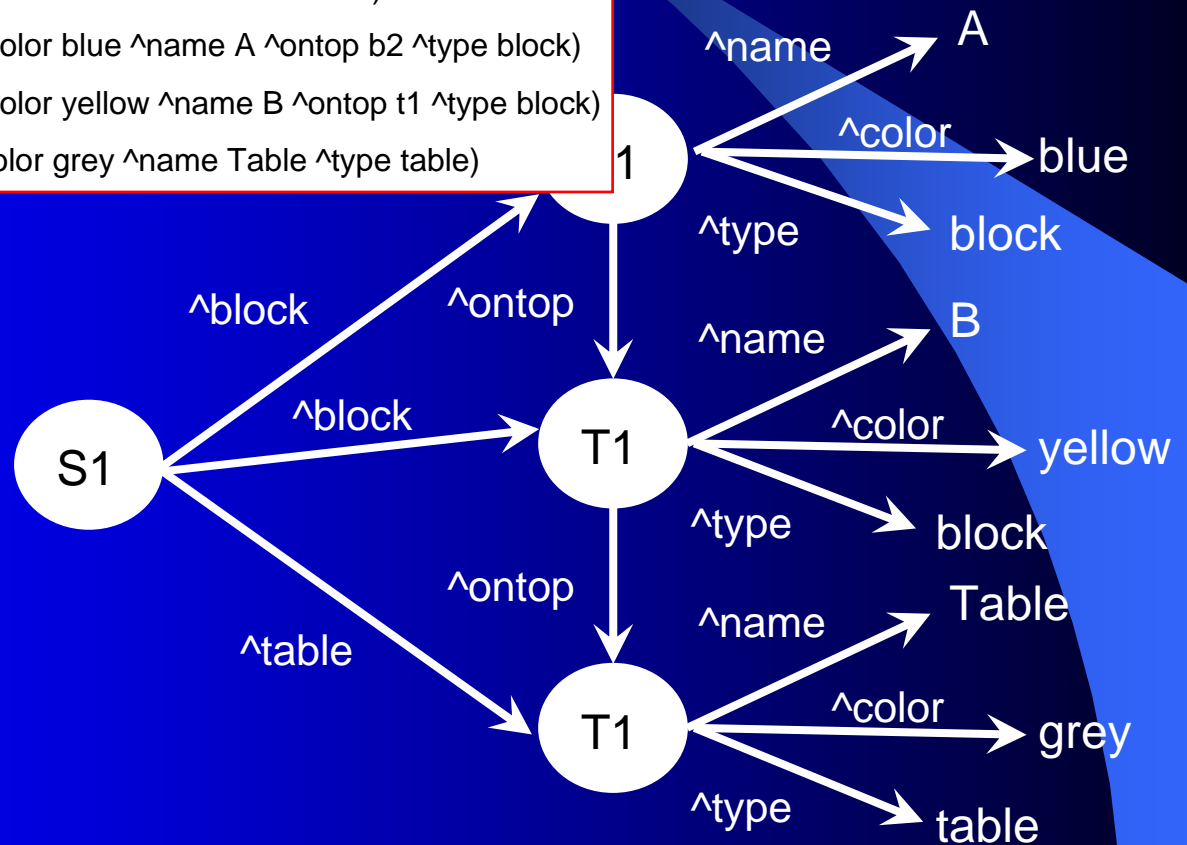 olor blue ^name A ^ontop b2 ^type block)
olor yellow ^name B ^ontop t1 ^type block)
olor grey ^name Table ^type table)
^name
A
1
^color
blue
^type
block
^block
^ontop
^name
B
^block
S1
T1
^color
yellow
^type
block
^ontop
^name
Table
^table
T1
^color
grey
^type
table